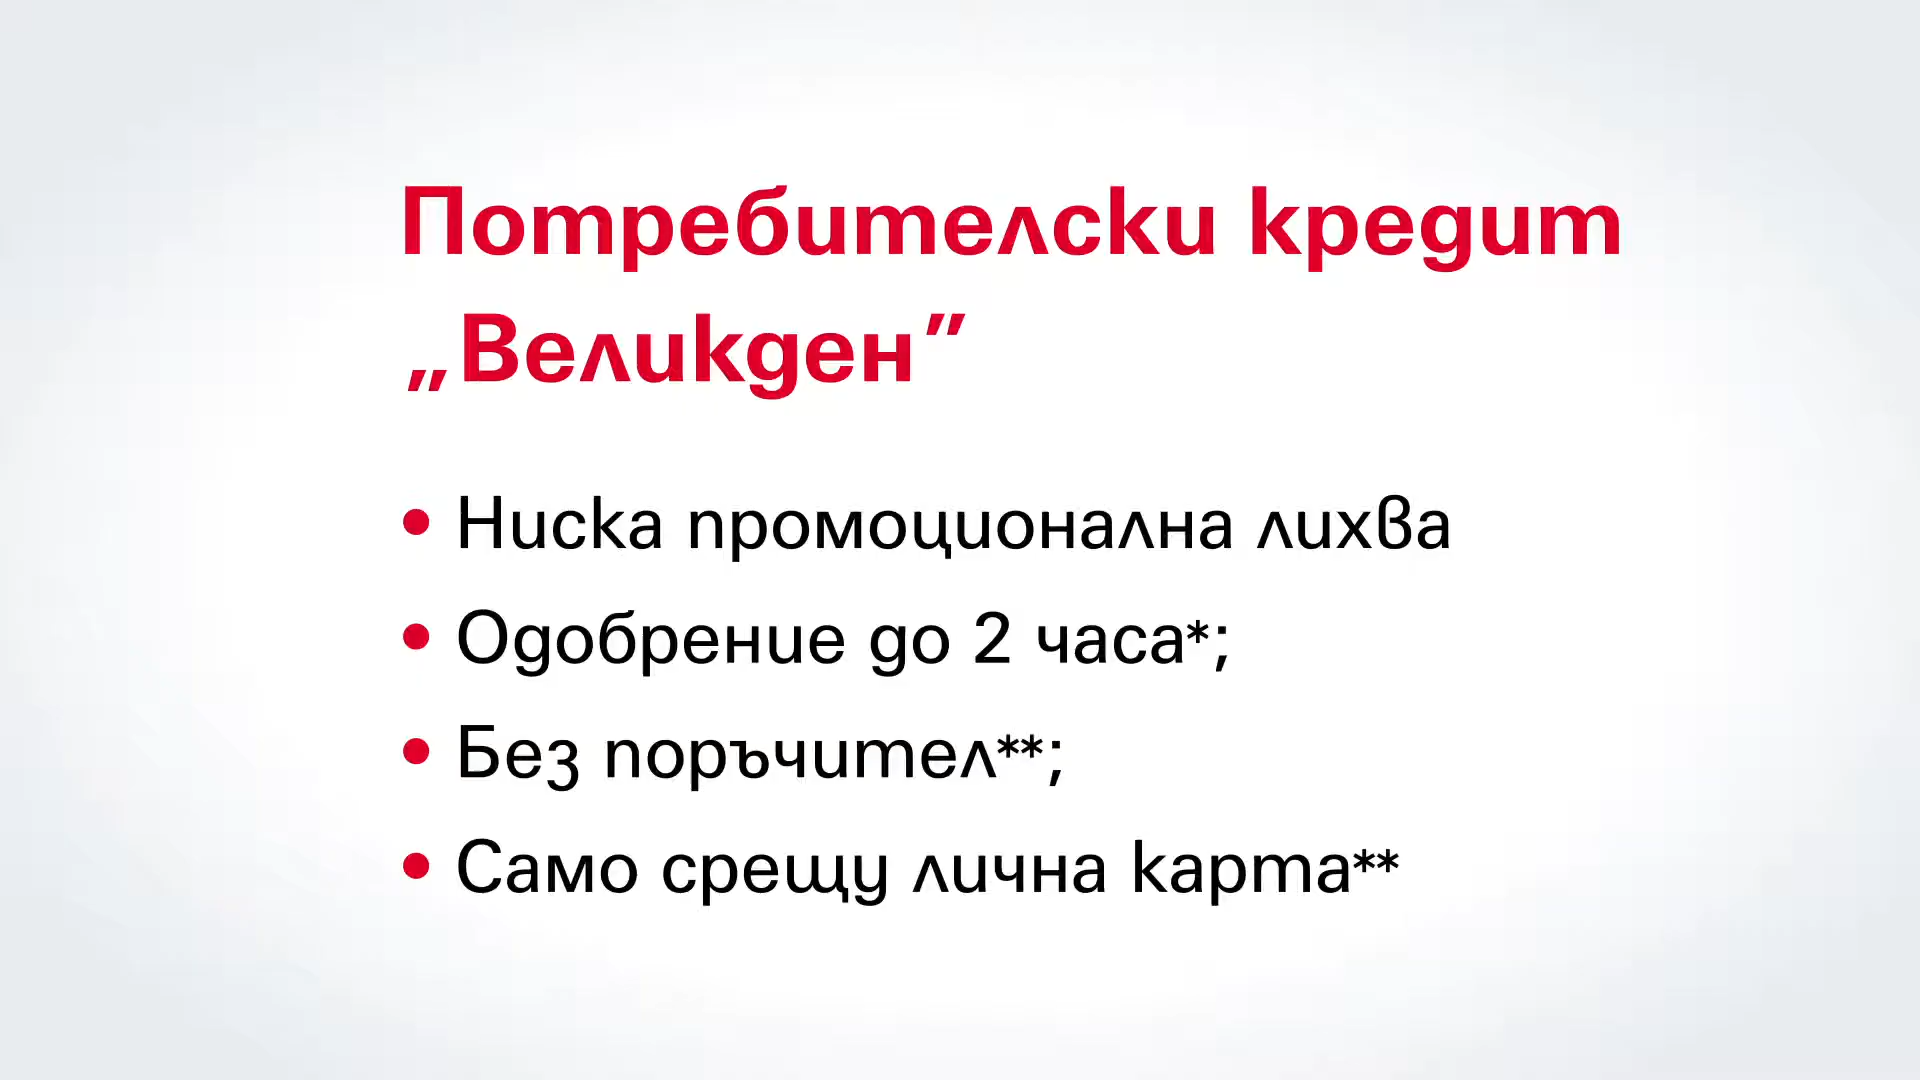 Потребителски кредит
„Великден”
• Ниска промоционална лихва
• Одобрение до 2 часа*;
• Без поръчител**;
• Само срещу лична карта**